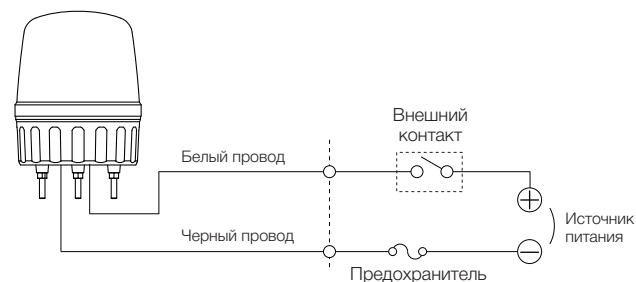 Внешний
контакт
Белый провод
Источник
питания
Черный провод
Предохранитель